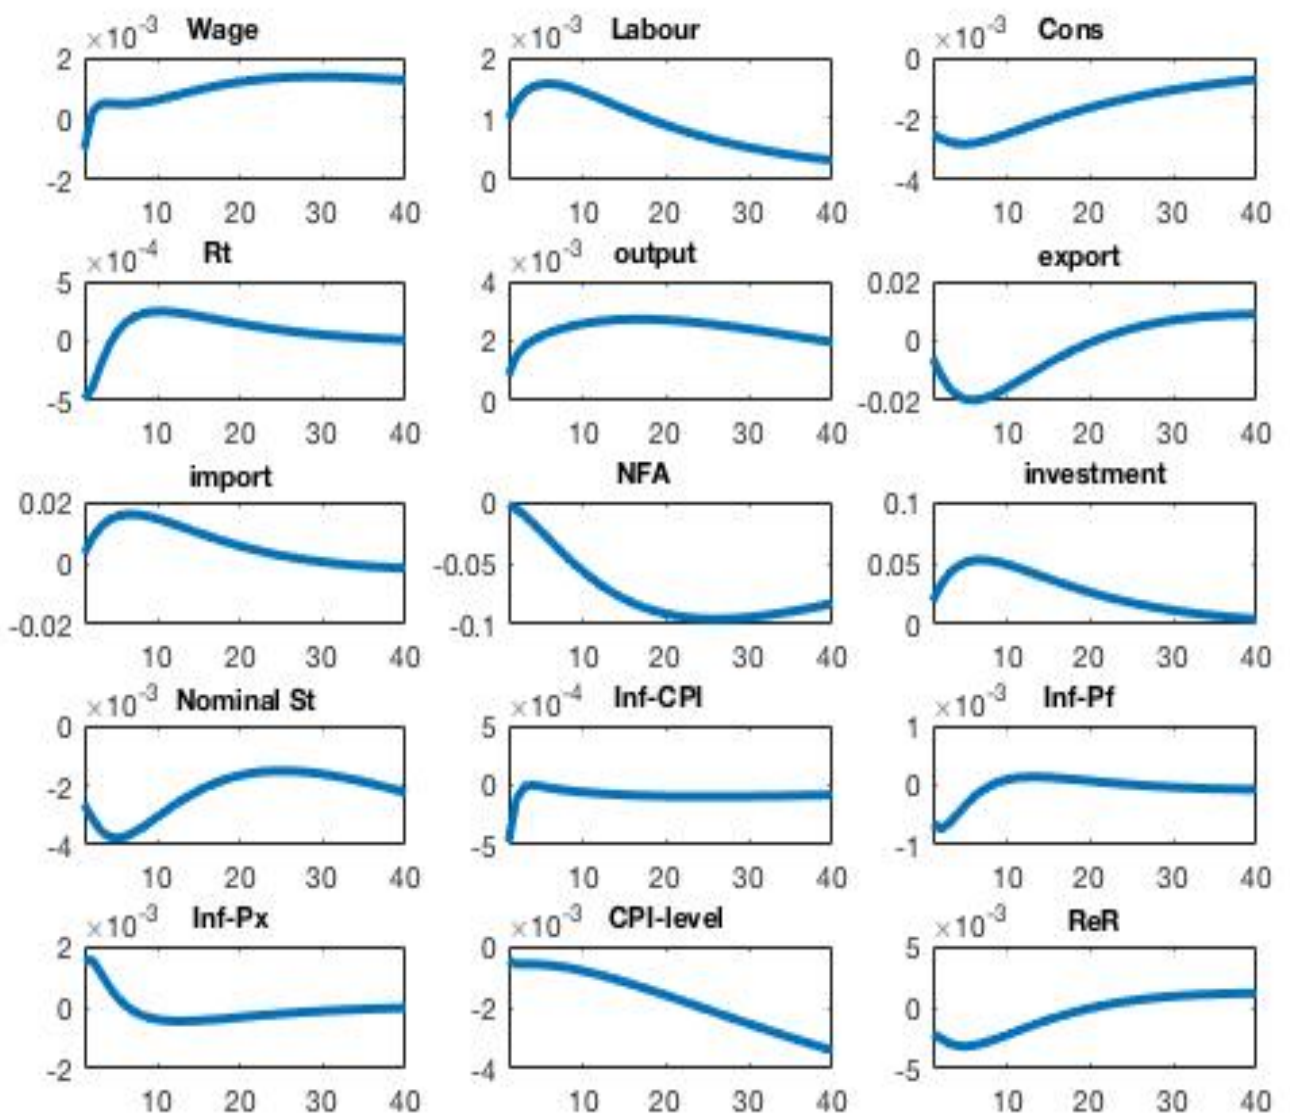 ×10⁻³ Wage
2
0
-2
10 20 30 40
×10⁻³ Labour
2
1
0
10 20 30 40
×10⁻³ Cons
0
-2
-4
10 20 30 40
×10⁻⁴ Rt
5
0
-5
10 20 30 40
×10⁻³ output
4
2
0
10 20 30 40
export
0.02
0
-0.02
10 20 30 40
import
0.02
0
-0.02
10 20 30 40
NFA
0
-0.05
-0.1
10 20 30 40
investment
0.1
0.05
0
10 20 30 40
×10⁻³ Nominal St
0
-2
-4
10 20 30 40
×10⁻⁴ Inf-CPI
5
0
-5
10 20 30 40
×10⁻³ Inf-Pf
1
0
-1
10 20 30 40
×10⁻³ Inf-Px
2
0
-2
10 20 30 40
×10⁻³ CPI-level
0
-2
-4
10 20 30 40
×10⁻³ ReR
5
0
-5
10 20 30 40